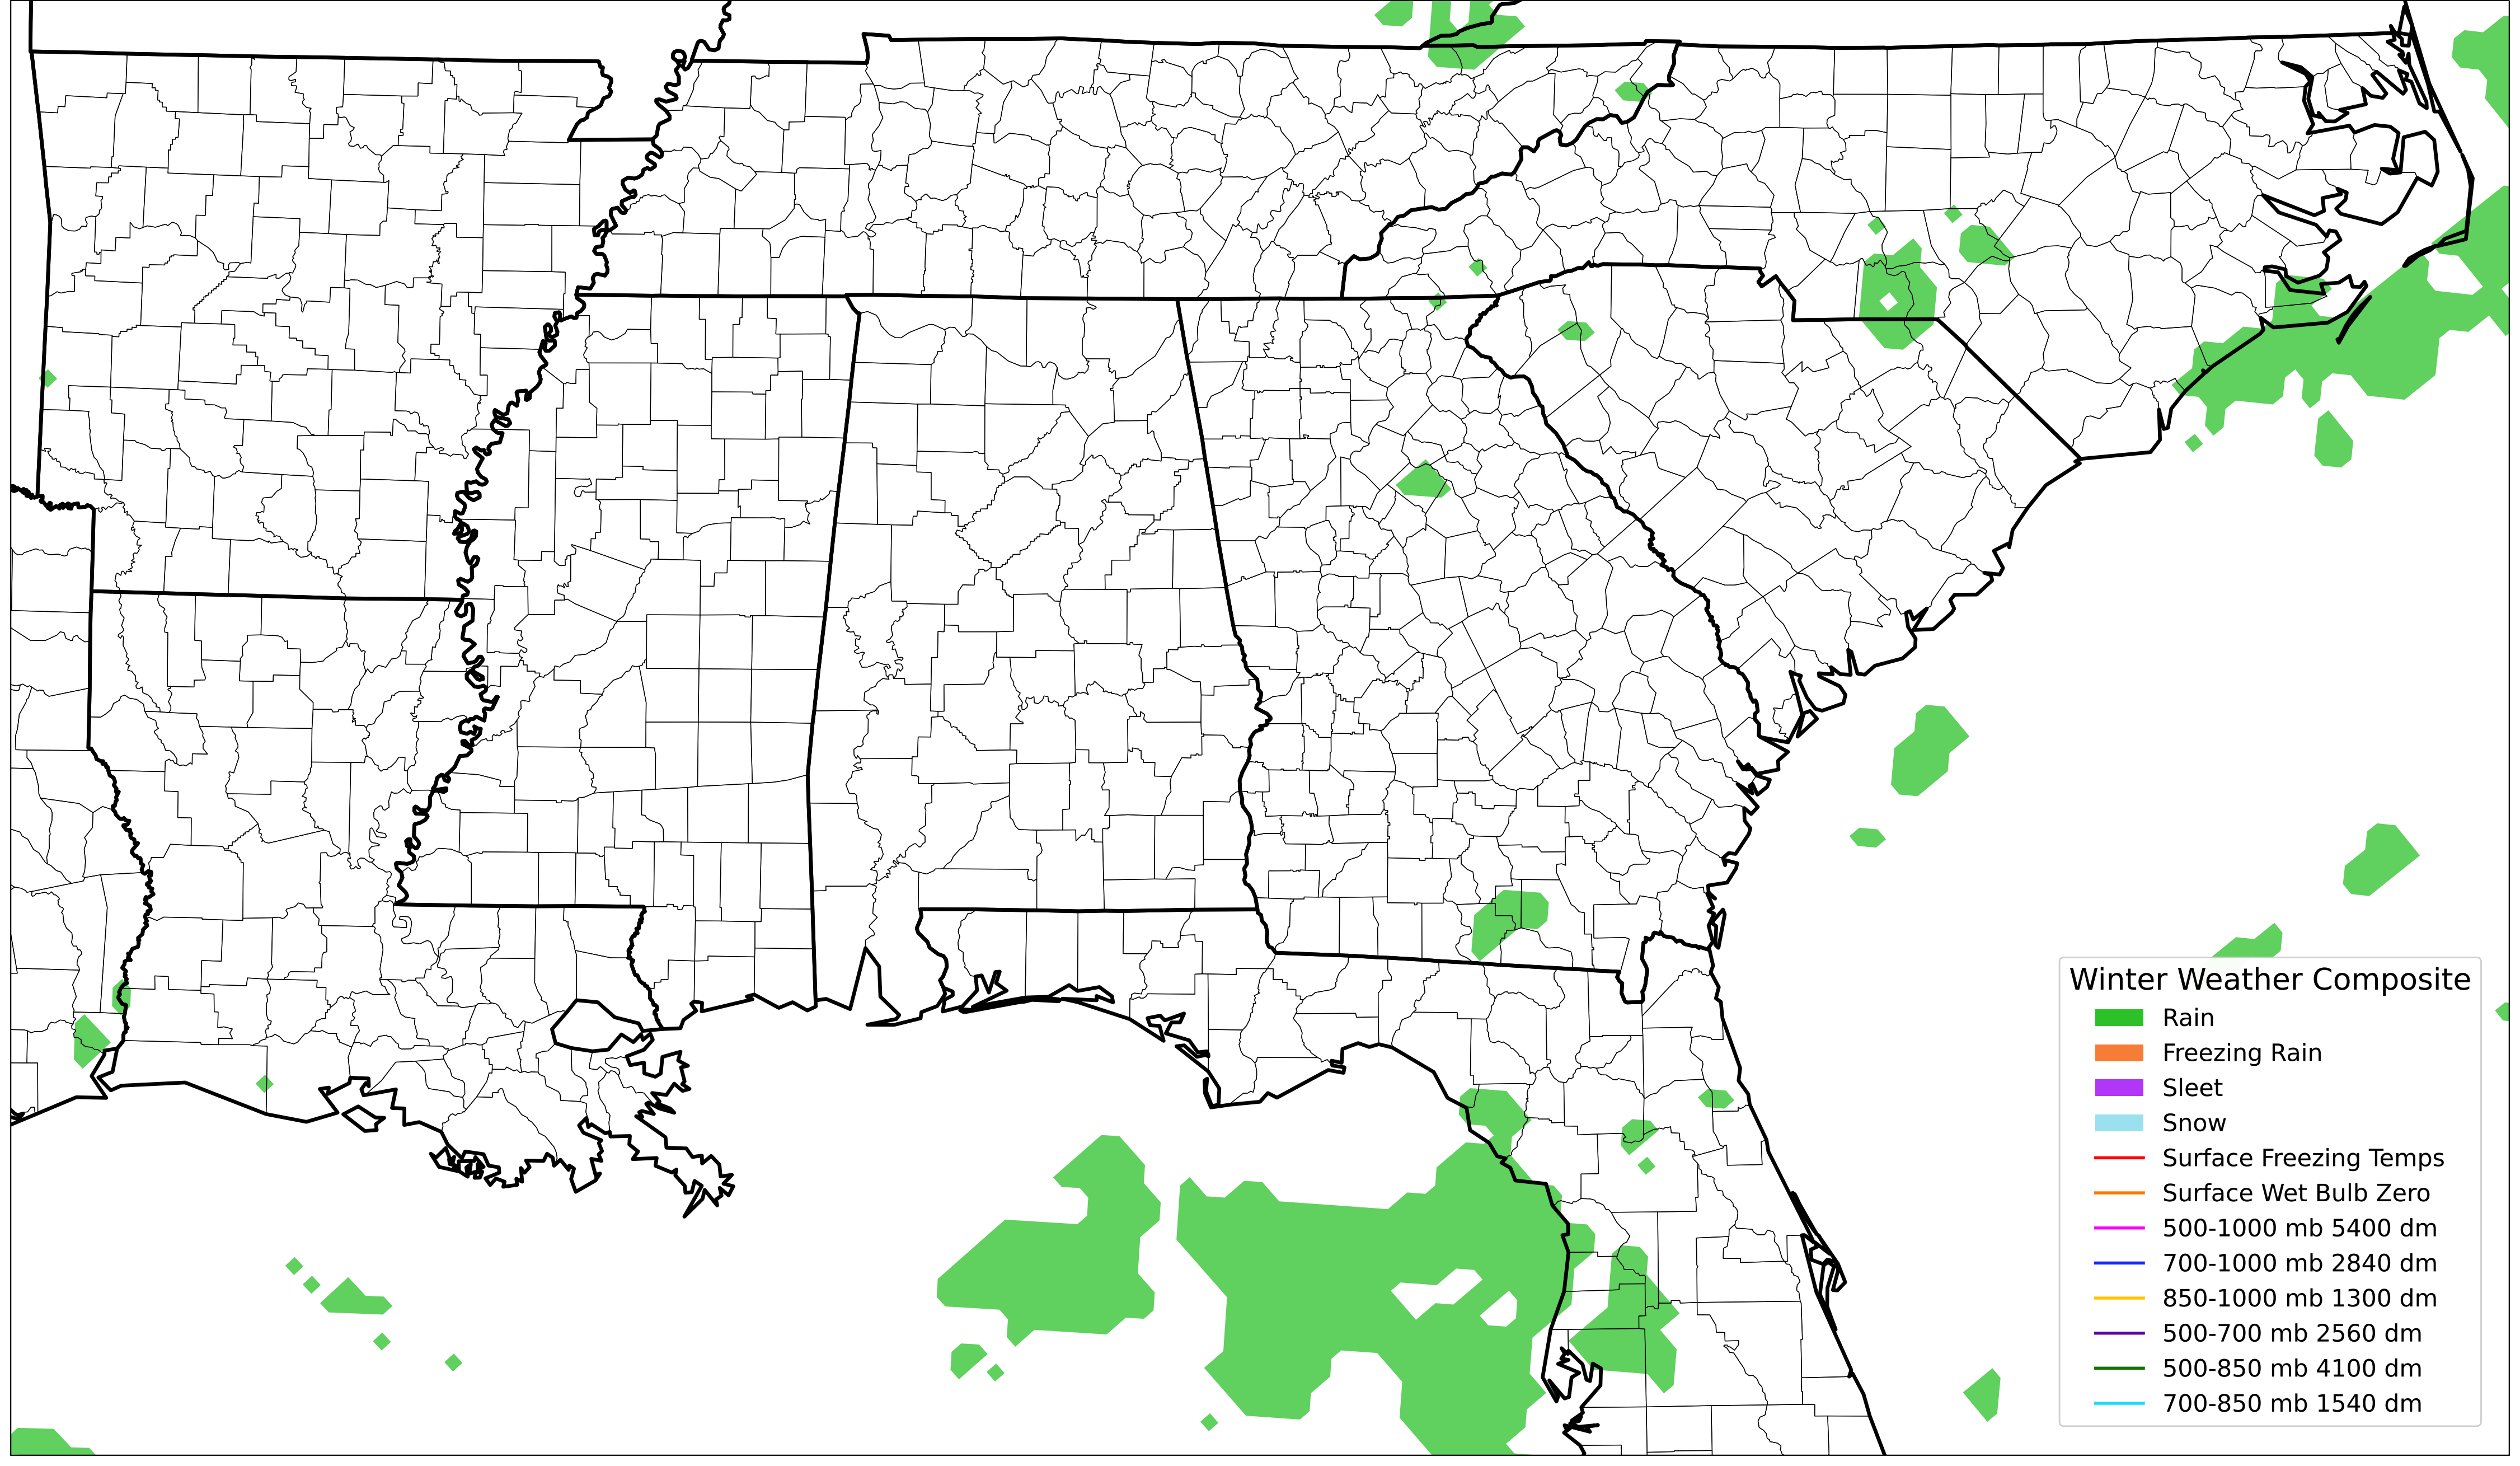 Winter Weather Composite
Rain
Freezing Rain
Sleet
Snow
Surface Freezing Temps
Surface Wet Bulb Zero
500-1000 mb 5400 dm
700-1000 mb 2840 dm
850-1000 mb 1300 dm
500-700 mb 2560 dm
500-850 mb 4100 dm
700-850 mb 1540 dm